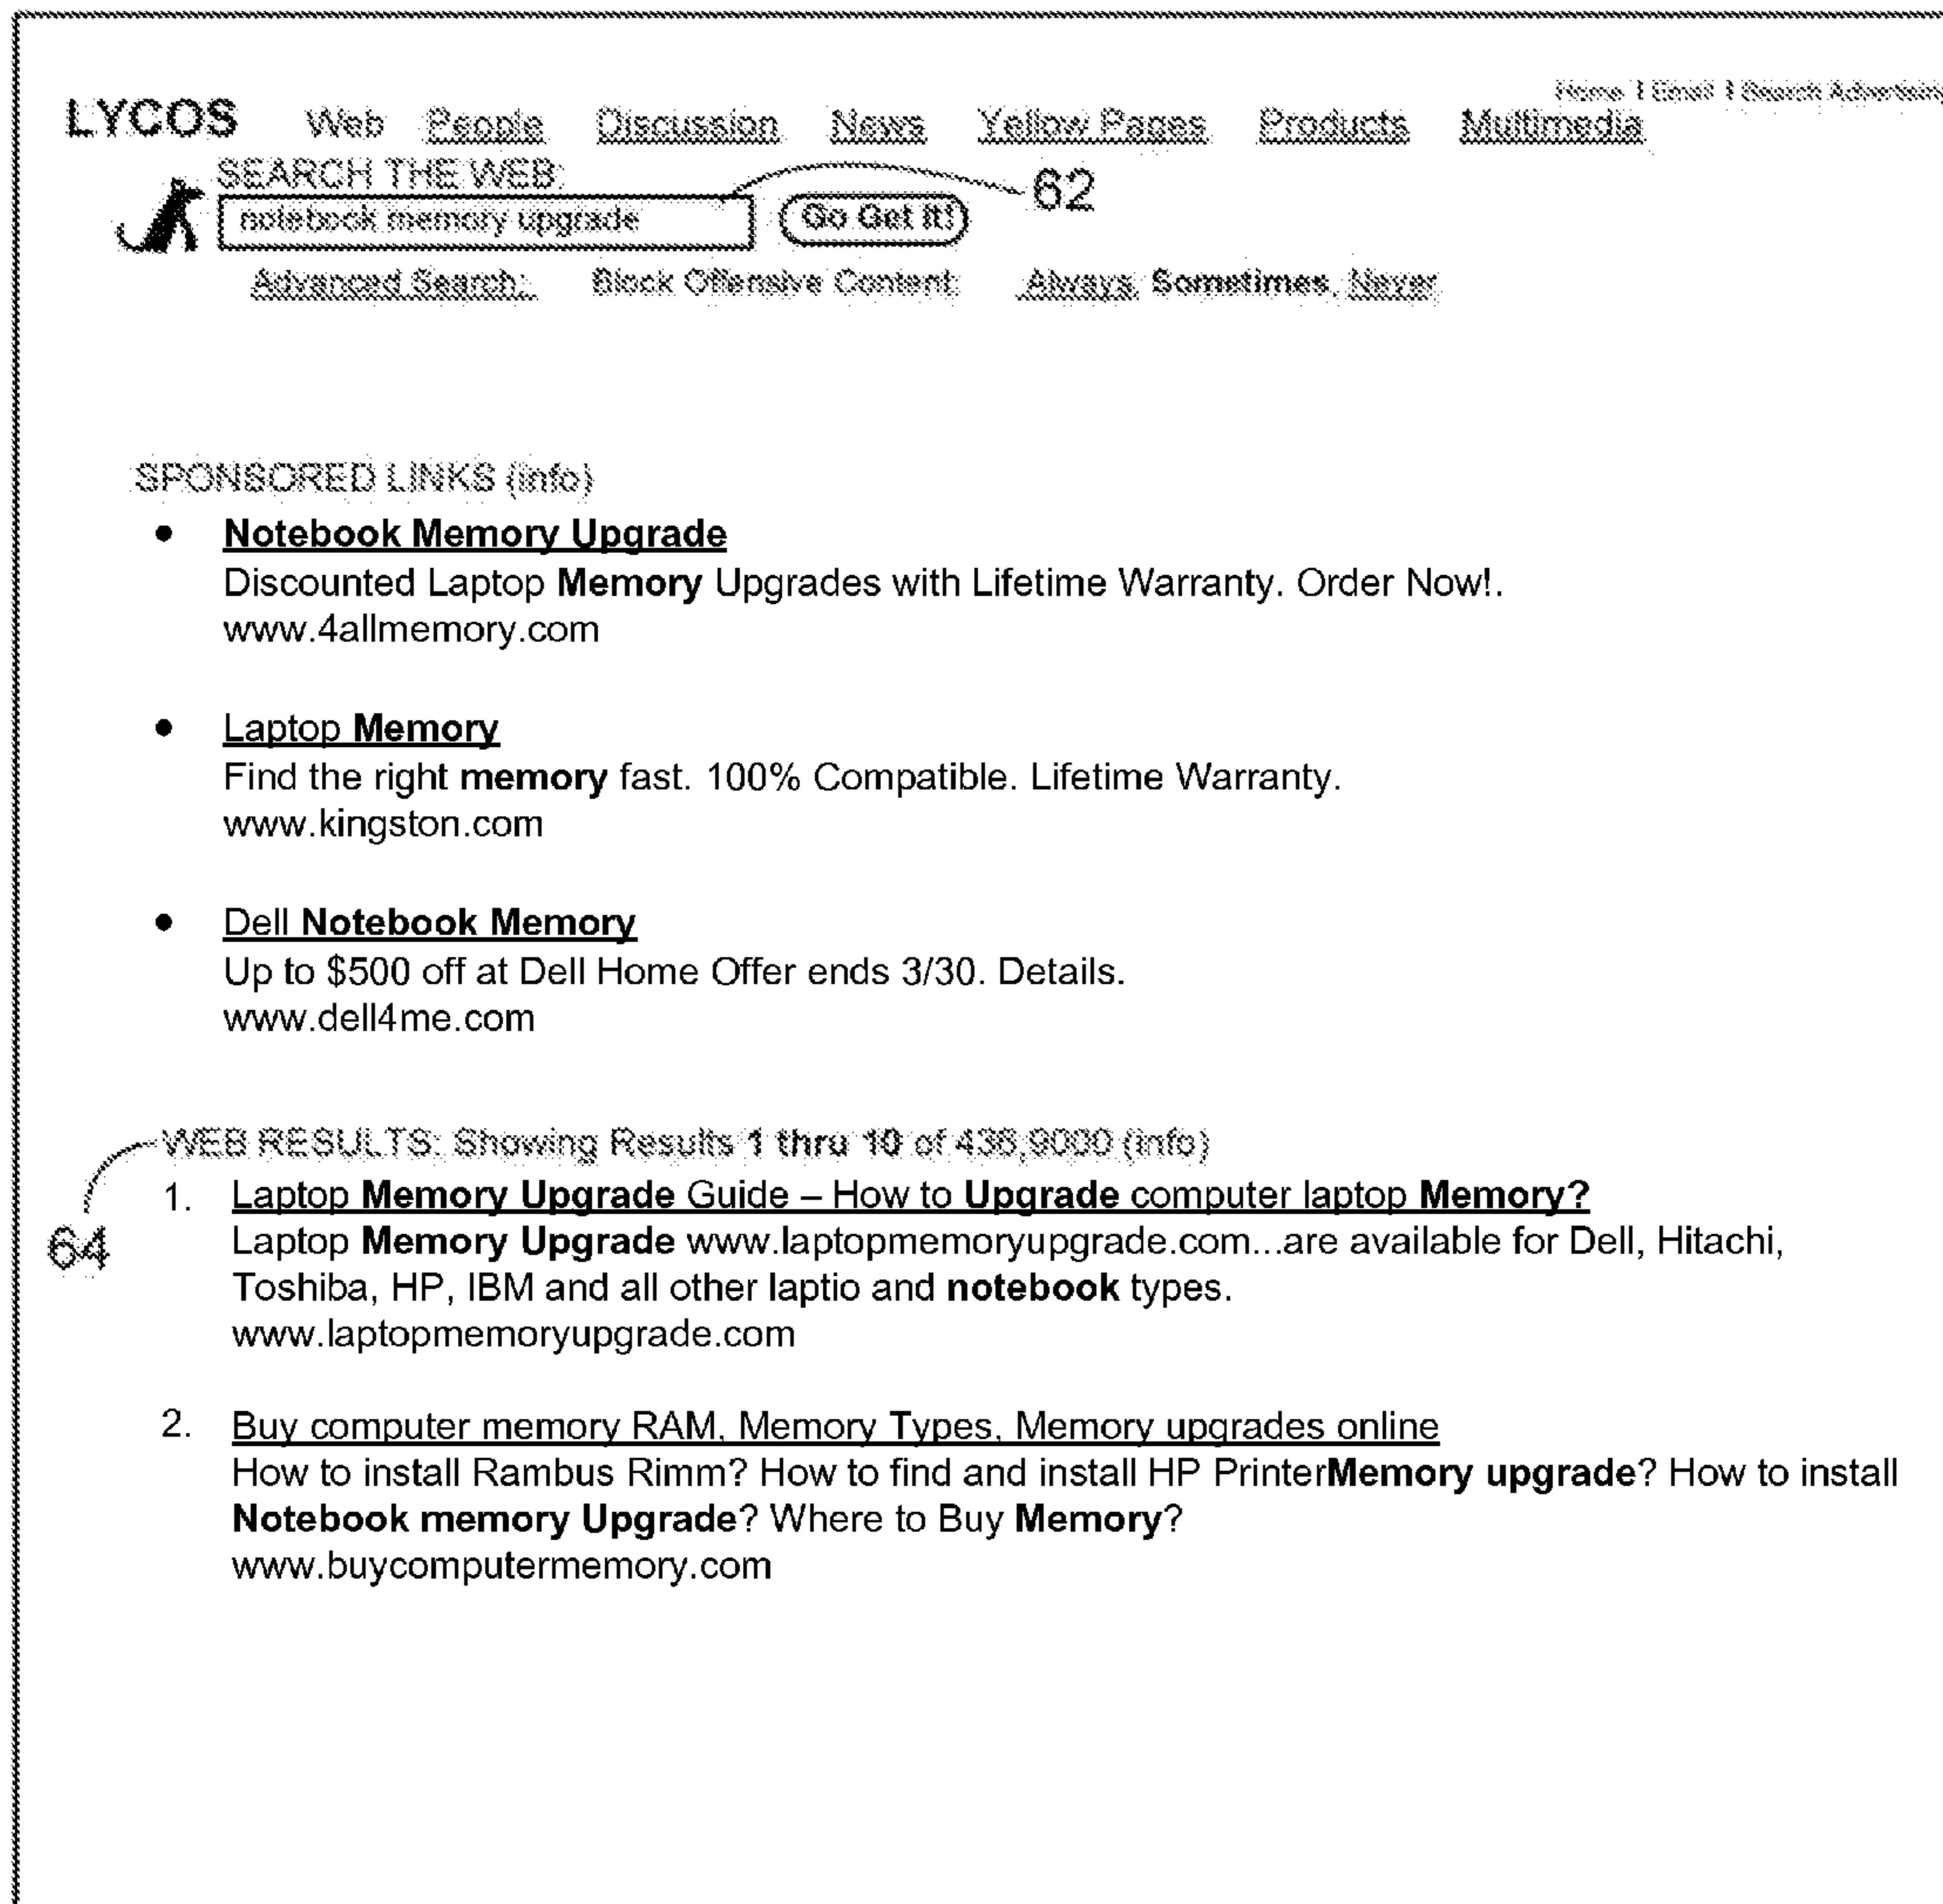 Home | Email | Search Advertising
LYCOS Web People Discussion News Yellow Pages Products Multimedia
SEARCH THE WEB:
62
notebook memory upgrade Go Get It!
Advanced Search: Block Offensive Content: Always, Sometimes, Never
SPONSORED LINKS (info)
• Notebook Memory Upgrade
Discounted Laptop Memory Upgrades with Lifetime Warranty. Order Now!.
www.4allmemory.com
• Laptop Memory
Find the right memory fast. 100% Compatible. Lifetime Warranty.
www.kingston.com
• Dell Notebook Memory
Up to $500 off at Dell Home Offer ends 3/30. Details.
www.dell4me.com
WEB RESULTS: Showing Results 1 thru 10 of 436,9000 (info)
1. Laptop Memory Upgrade Guide – How to Upgrade computer laptop Memory?
64
Laptop Memory Upgrade www.laptopmemoryupgrade.com...are available for Dell, Hitachi,
Toshiba, HP, IBM and all other laptio and notebook types.
www.laptopmemoryupgrade.com
2. Buy computer memory RAM, Memory Types, Memory upgrades online
How to install Rambus Rimm? How to find and install HP PrinterMemory upgrade? How to install
Notebook memory Upgrade? Where to Buy Memory?
www.buycomputermemory.com